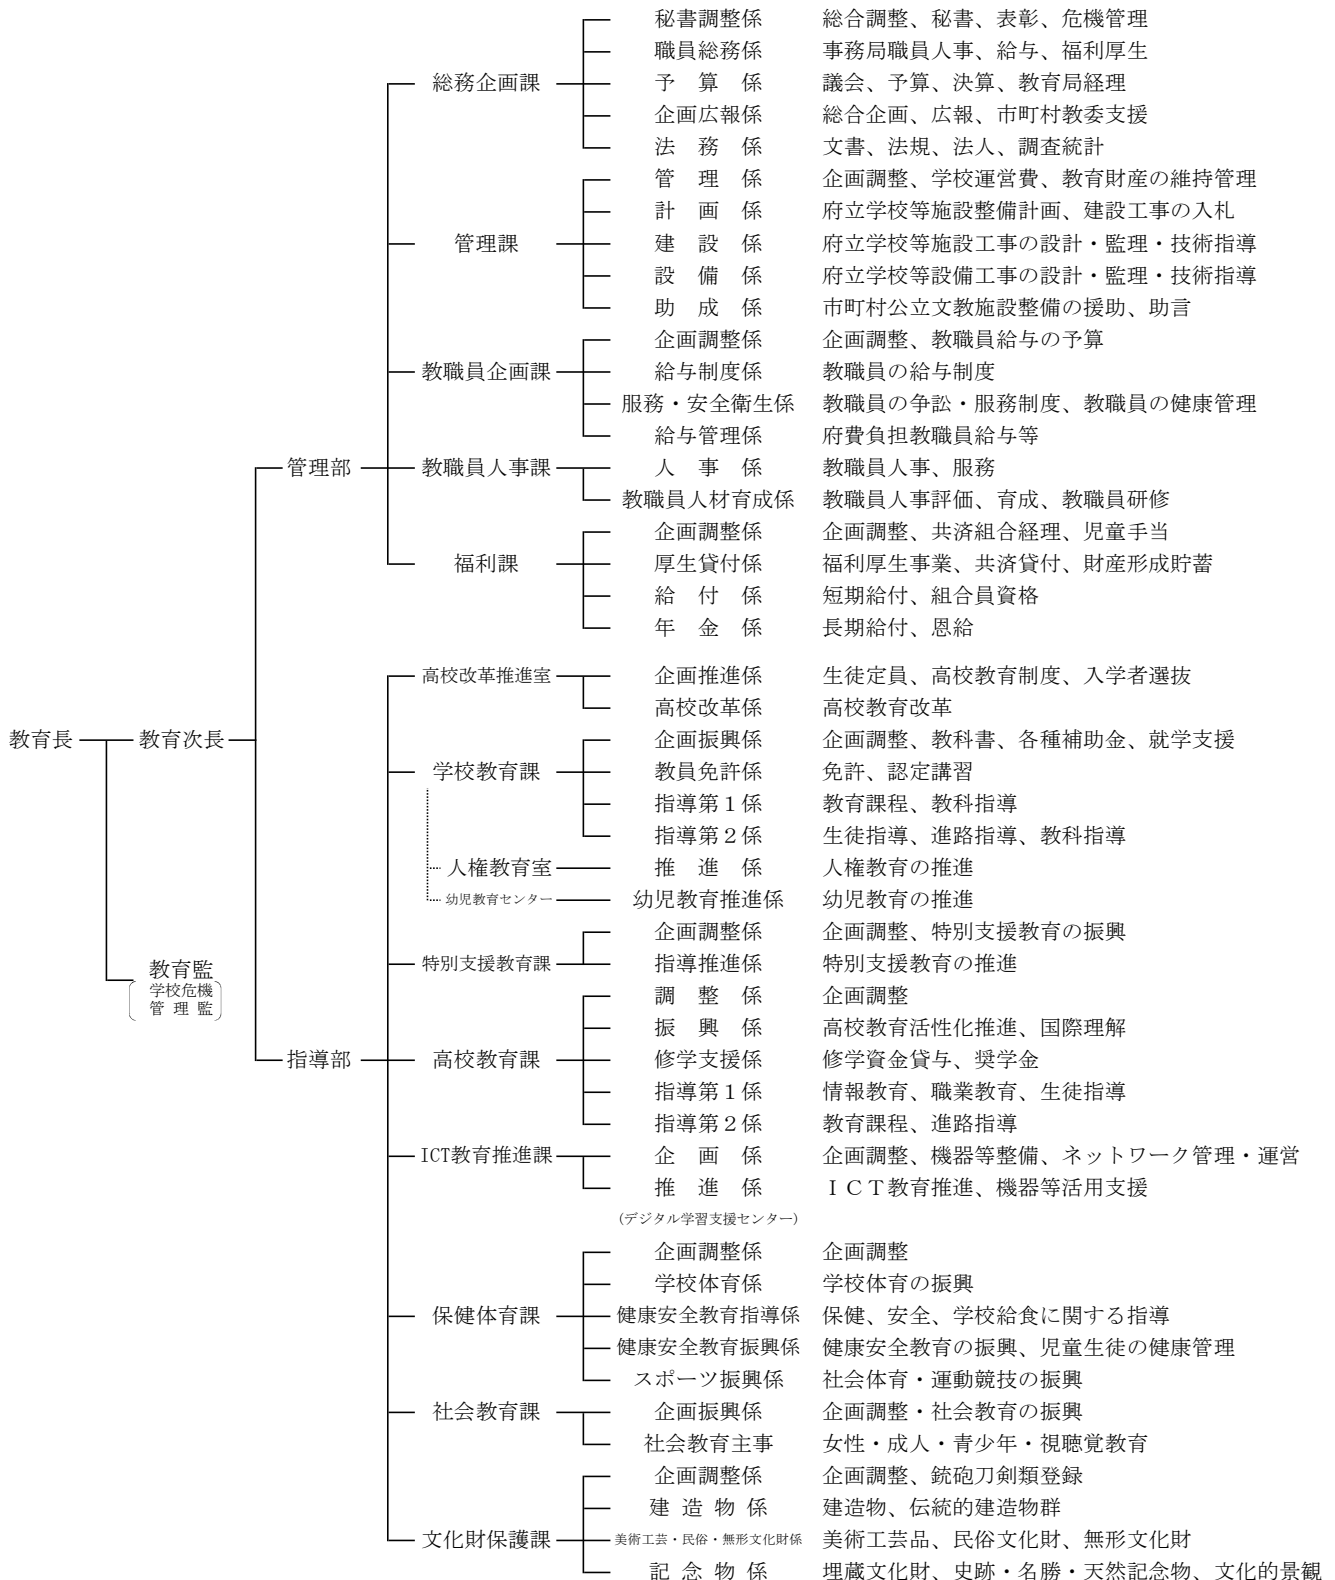 秘書調整係 総合調整、秘書、表彰、危機管理
職員総務係 事務局職員人事、給与、福利厚生
総務企画課 予算係 議会、予算、決算、教育局経理
企画広報係 総合企画、広報、市町村教委支援
法務係 文書、法規、法人、調査統計
管理係 企画調整、学校運営費、教育財産の維持管理
計画係 府立学校等施設整備計画、建設工事の入札
管理課 建設係 府立学校等施設工事の設計・監理・技術指導
設備係 府立学校等設備工事の設計・監理・技術指導
助成係 市町村公立文教施設整備の援助、助言
企画調整係 企画調整、教職員給与の予算
教職員企画課 給与制度係 教職員の給与制度
服務・安全衛生係 教職員の争訟・服務制度、教職員の健康管理
給与管理係 府費負担教職員給与等
管理部 教職員人事課 人事係 教職員人事、服務
教職員人材育成係 教職員人事評価、育成、教職員研修
企画調整係 企画調整、共済組合経理、児童手当
福利課 厚生貸付係 福利厚生事業、共済貸付、財産形成貯蓄
給付係 短期給付、組合員資格
年金係 長期給付、恩給
高校改革推進室 企画推進係 生徒定員、高校教育制度、入学者選抜
高校改革係 高校教育改革
教育長 教育次長 企画振興係 企画調整、教科書、各種補助金、就学支援
学校教育課 教員免許係 免許、認定講習
指導第1係 教育課程、教科指導
指導第2係 生徒指導、進路指導、教科指導
人権教育室 推進係 人権教育の推進
幼児教育センター 幼児教育推進係 幼児教育の推進
企画調整係 企画調整、特別支援教育の振興
特別支援教育課 指導推進係 特別支援教育の推進
教育監
学校危機
管理監
調整係 企画調整
振興係 高校教育活性化推進、国際理解
指導部 高校教育課 修学支援係 修学資金貸与、奨学金
指導第1係 情報教育、職業教育、生徒指導
指導第2係 教育課程、進路指導
ICT教育推進課 企画係 企画調整、機器等整備、ネットワーク管理・運営
推進係 ICT教育推進、機器等活用支援
(デジタル学習支援センター)
企画調整係 企画調整
学校体育係 学校体育の振興
保健体育課 健康安全教育指導係 保健、安全、学校給食に関する指導
健康安全教育振興係 健康安全教育の振興、児童生徒の健康管理
スポーツ振興係 社会体育・運動競技の振興
社会教育課 企画振興係 企画調整・社会教育の振興
社会教育主事 女性・成人・青少年・視聴覚教育
企画調整係 企画調整、銃砲刀剣類登録
建造物係 建造物、伝統的建造物群
文化財保護課 美術工芸・民俗・無形文化財係 美術工芸品、民俗文化財、無形文化財
記念物係 埋蔵文化財、史跡・名勝・天然記念物、文化的景観